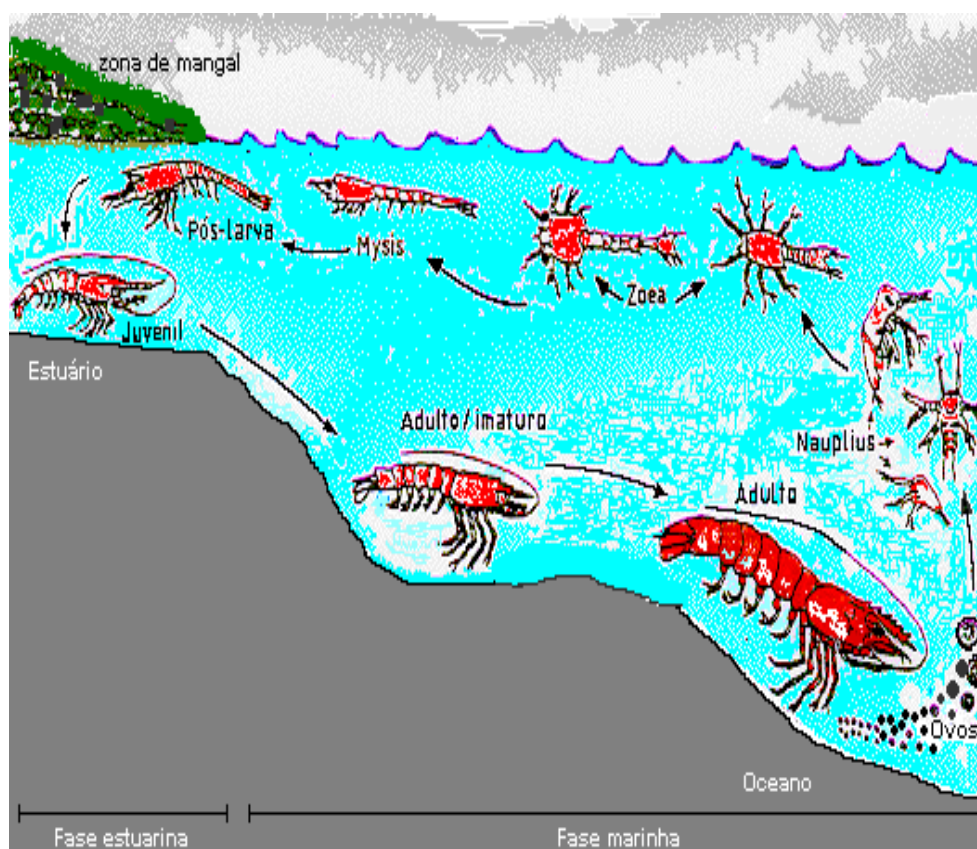 zona de mangal
Pós-larva
Mysis
Zoea
Juvenil
Estuário
Adulto/imaturo
Nauplius
Adulto
Ovos
Oceano
Fase estuarina
Fase marinha